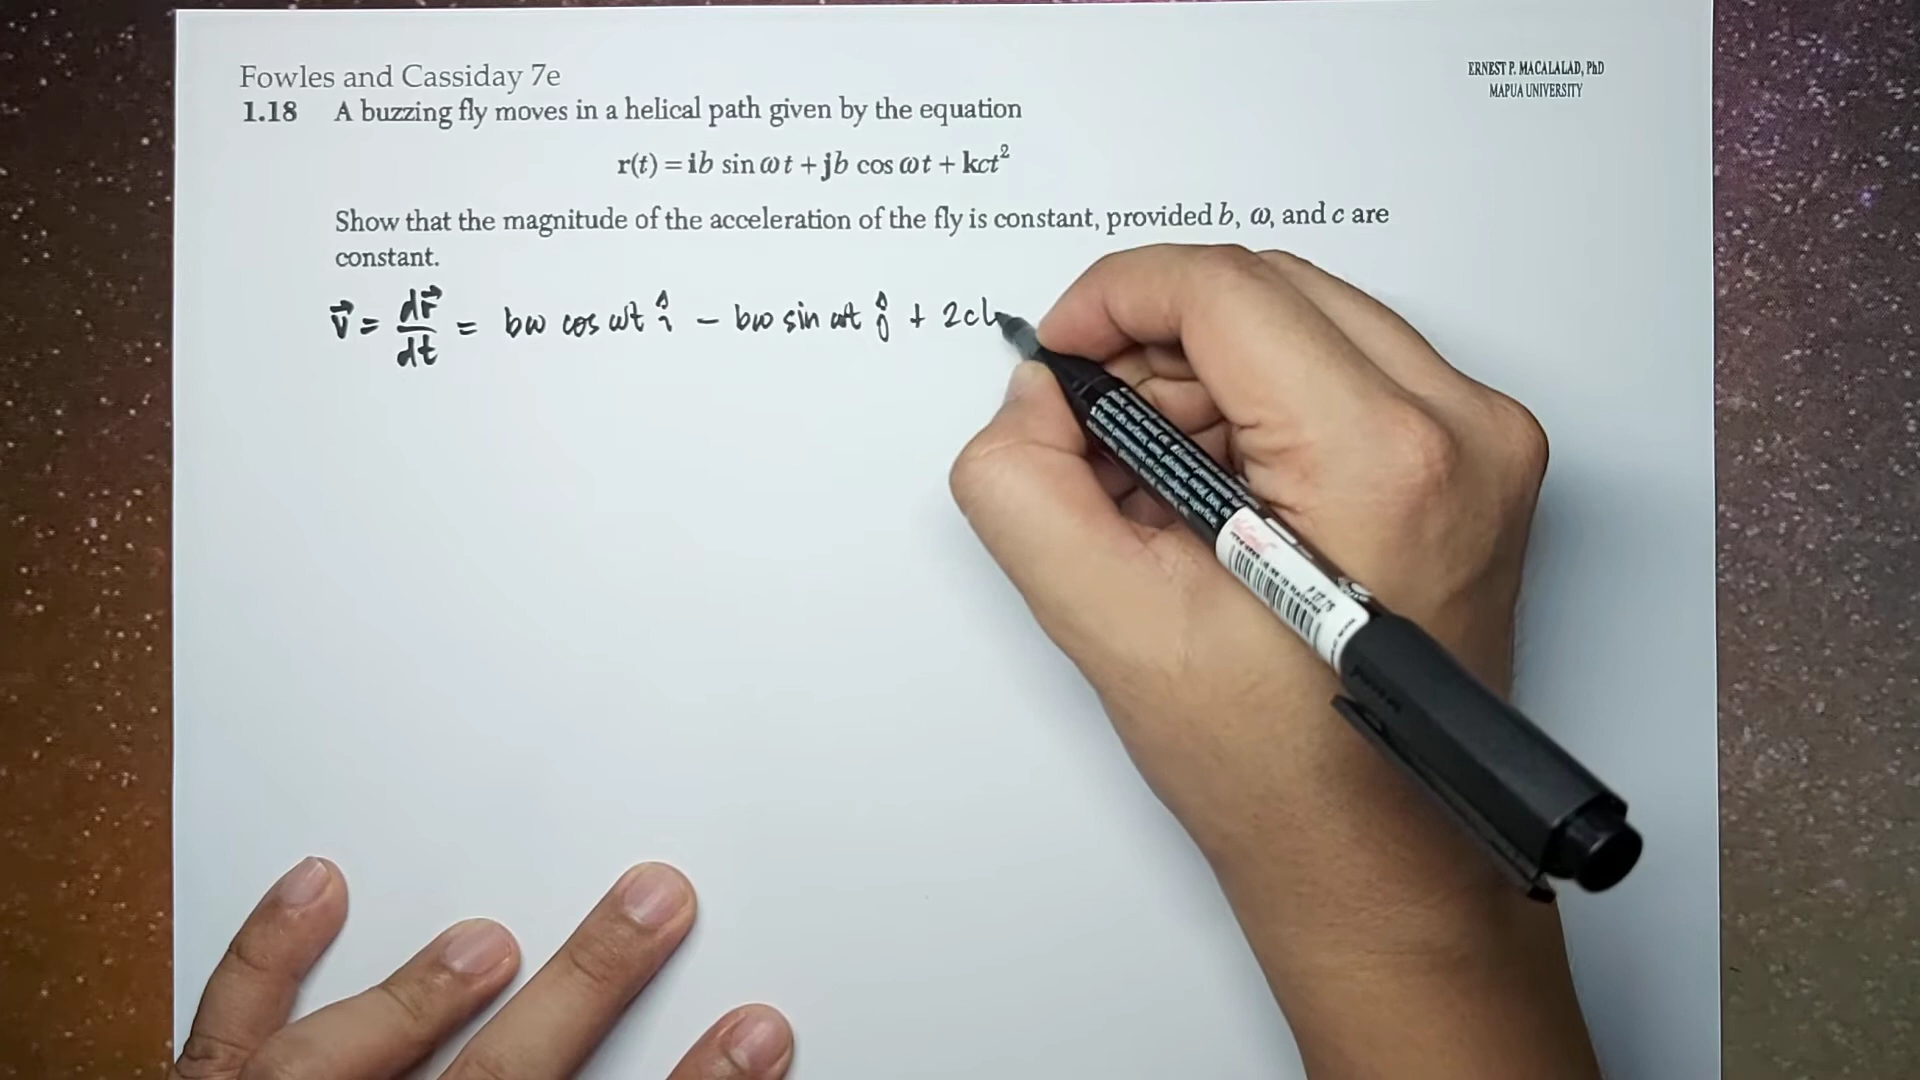 Fowles and Cassiday 7e
ERNEST P. MACALALAD, PhD
MAPUA UNIVERSITY
1.18 A buzzing fly moves in a helical path given by the equation
r(t) = ib sin ωt + jb cos ωt + kct²
Show that the magnitude of the acceleration of the fly is constant, provided b, ω, and c are
constant.
v⃗ = dr⃗/dt = bω cos ωt î − bω sin ωt ĵ + 2c